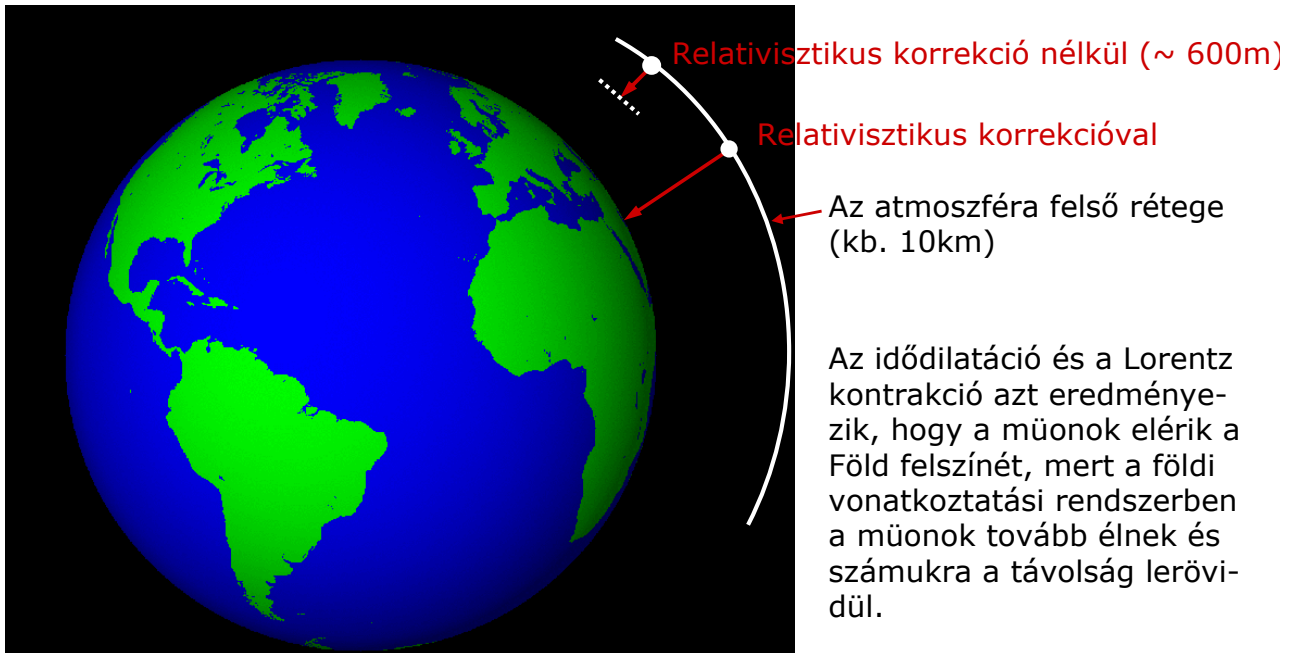 Relativisztikus korrekció nélkül (~ 600m)
Relativisztikus korrekcióval
Az atmoszféra felső rétege
(kb. 10km)
Az idődilatáció és a Lorentz
kontrakció azt eredménye-
zik, hogy a müonok elérik a
Föld felszínét, mert a földi
vonatkoztatási rendszerben
a müonok tovább élnek és
számukra a távolság lerövi-
dül.